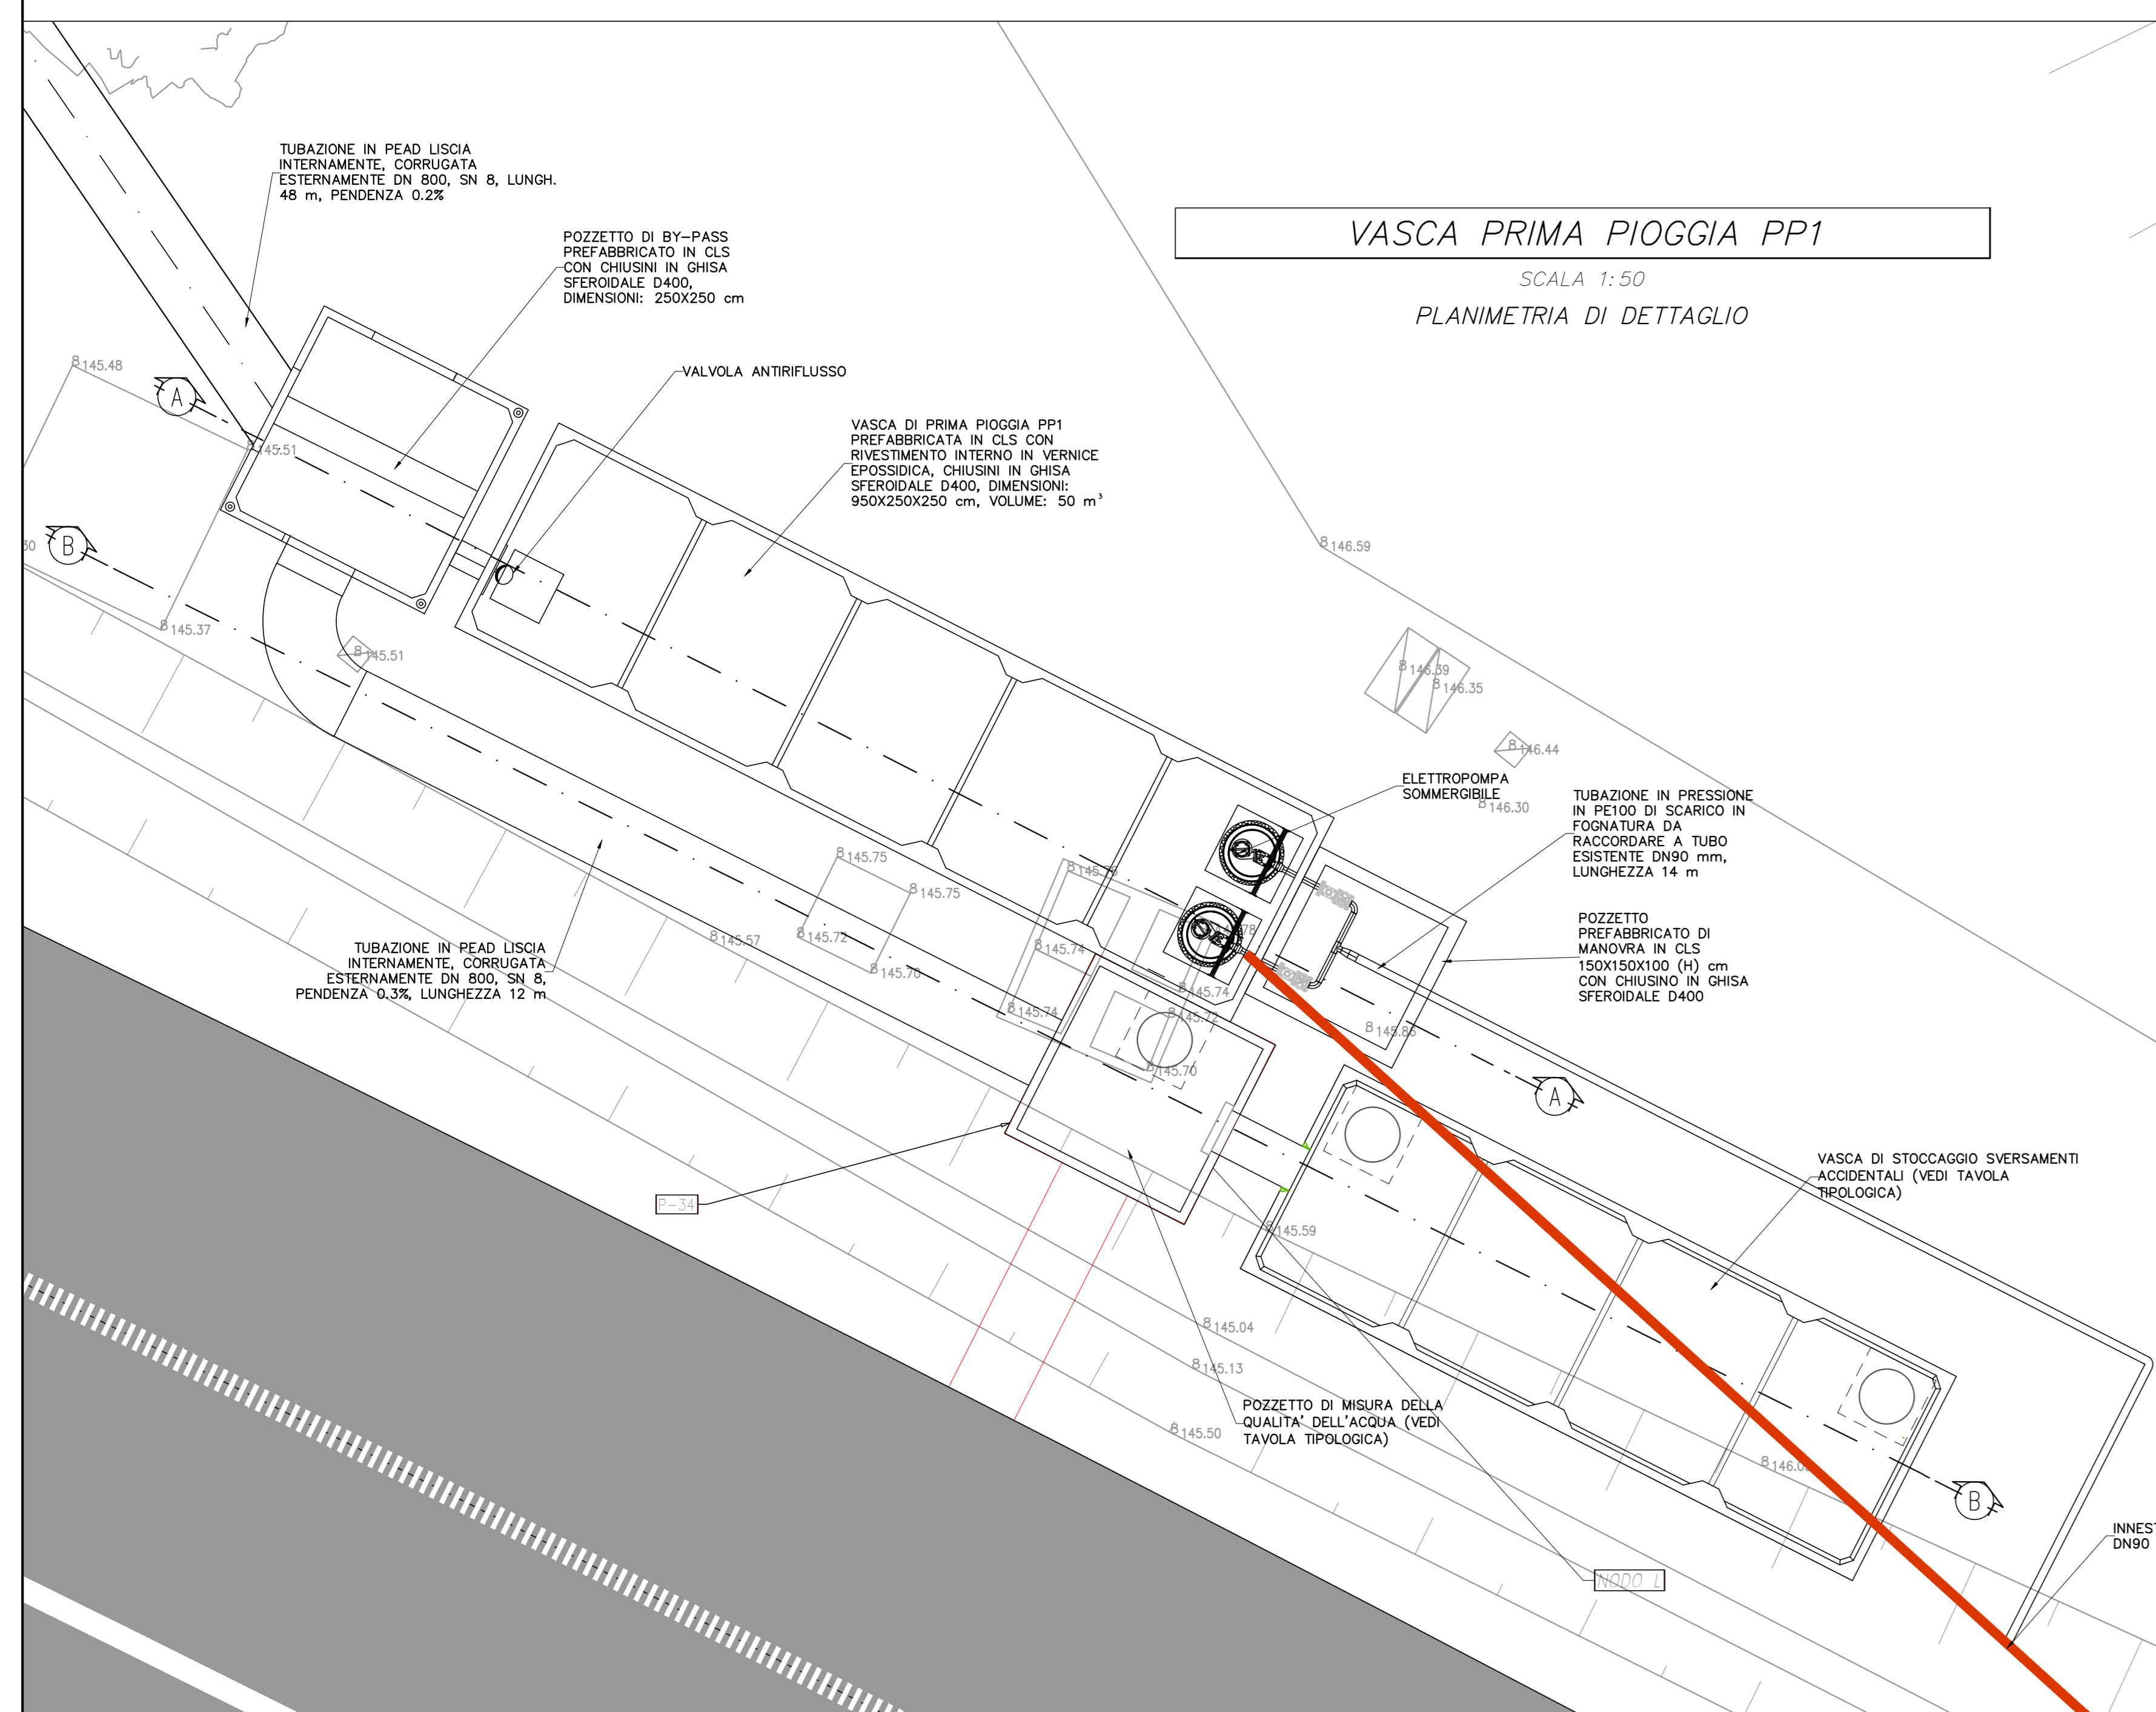 TUBAZIONE IN PEAD LISCIA
INTERNAMENTE, CORRUGATA
ESTERNAMENTE DN 800, SN 8, LUNGH.
48 m, PENDENZA 0.2%
POZZETTO DI BY-PASS
PREFABBRICATO IN CLS
CON CHIUSINI IN GHISA
SFEROIDALE D400,
DIMENSIONI: 250X250 cm
VASCA PRIMA PIOGGIA PP1
SCALA 1:50
PLANIMETRIA DI DETTAGLIO
VALVOLA ANTIRIFLUSSO
VASCA DI PRIMA PIOGGIA PP1
PREFABBRICATA IN CLS CON
RIVESTIMENTO INTERNO IN VERNICE
EPOSSIDICA, CHIUSINI IN GHISA
SFEROIDALE D400, DIMENSIONI:
950X250X250 cm, VOLUME: 50 m³
145.48
A
145.51
B
145.37
145.51
146.59
146.39
146.35
146.44
146.30
ELETTROPOMPA
SOMMERGIBILE
TUBAZIONE IN PRESSIONE
IN PE100 DI SCARICO IN
FOGNATURA DA
RACCORDARE A TUBO
ESISTENTE DN90 mm,
LUNGHEZZA 14 m
POZZETTO
PREFABBRICATO DI
MANOVRA IN CLS
150X150X100 (H) cm
CON CHIUSINO IN GHISA
SFEROIDALE D400
145.75
145.75
145.72
145.70
145.57
145.74
145.74
145.74
145.72
145.70
TUBAZIONE IN PEAD LISCIA
INTERNAMENTE, CORRUGATA
ESTERNAMENTE DN 800, SN 8,
PENDENZA 0.3%, LUNGHEZZA 12 m
A
VASCA DI STOCCAGGIO SVERSAMENTI
ACCIDENTALI (VEDI TAVOLA
TIPOLOGICA)
P-34
145.59
145.04
145.13
145.50
POZZETTO DI MISURA DELLA
QUALITA' DELL'ACQUA (VEDI
TAVOLA TIPOLOGICA)
B
DN90
NODO L